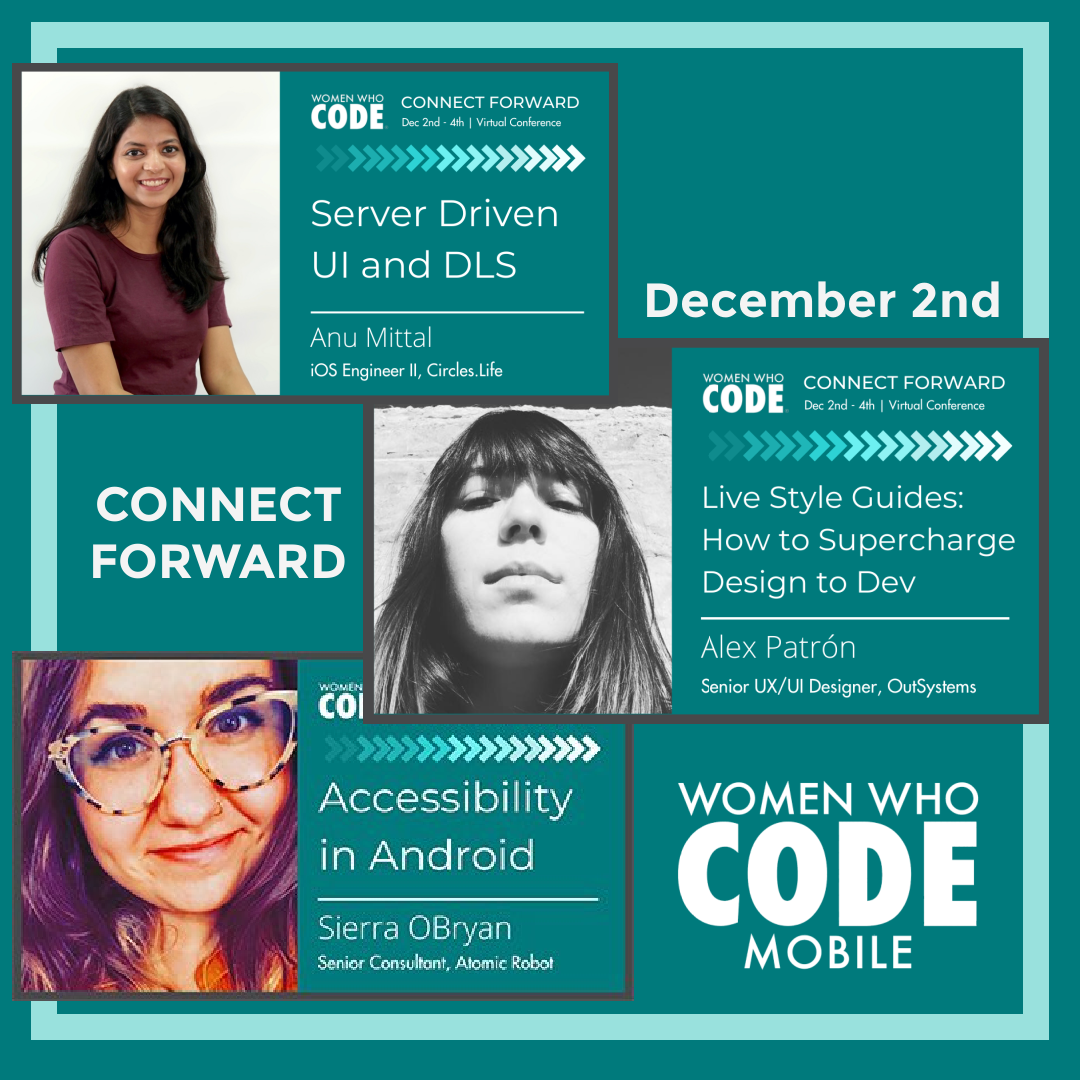 WOMEN WHO
CODE
CONNECT FORWARD
Dec 2nd - 4th | Virtual Conference
Server Driven
UI and DLS
Anu Mittal
iOS Engineer II, Circles.Life
December 2nd
WOMEN WHO
CODE
CONNECT FORWARD
Dec 2nd - 4th | Virtual Conference
Live Style Guides:
How to Supercharge
Design to Dev
Alex Patrón
Senior UX/UI Designer, OutSystems
CONNECT
FORWARD
WOMEN
COD
Accessibility
in Android
Sierra OBryan
Senior Consultant, Atomic Robot
WOMEN WHO
CODE
MOBILE